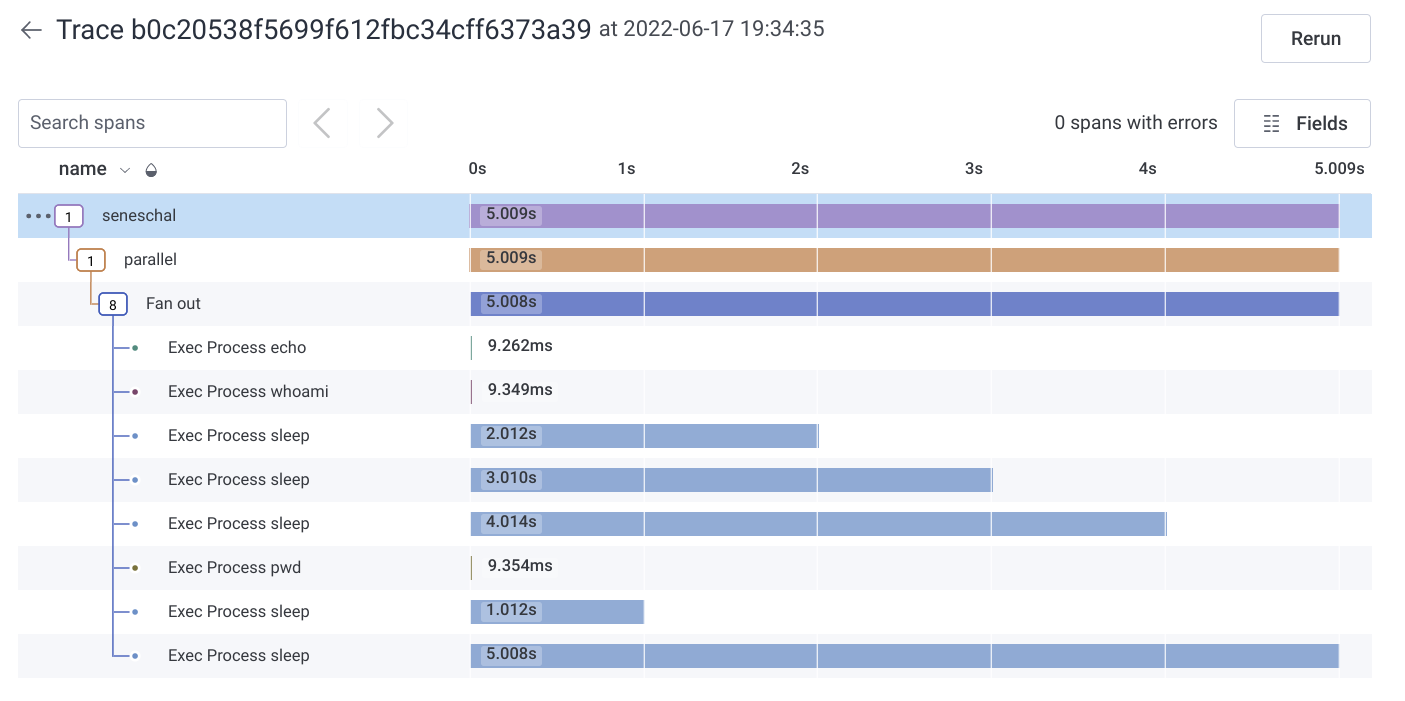 Trace b0c20538f5699f612fbc34cff6373a39 at 2022-06-17 19:34:35
Rerun
Search spans
0 spans with errors
Fields
name 0s 1s 2s 3s 4s 5.009s
1 seneschal 5.009s
1 parallel 5.009s
8 Fan out 5.008s
Exec Process echo 9.262ms
Exec Process whoami 9.349ms
Exec Process sleep 2.012s
Exec Process sleep 3.010s
Exec Process sleep 4.014s
Exec Process pwd 9.354ms
Exec Process sleep 1.012s
Exec Process sleep 5.008s